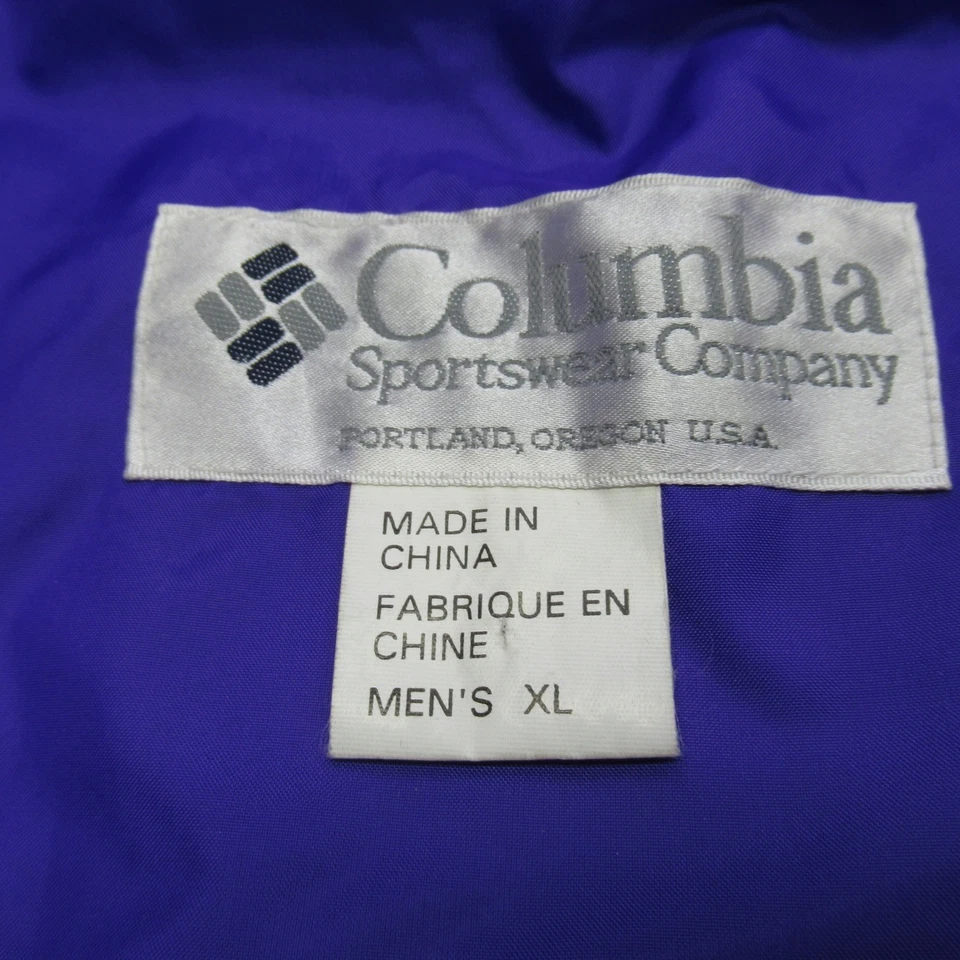 Columbia
Sportswear Company
PORTLAND, OREGON U.S.A.
MADE IN
CHINA
FABRIQUE EN
CHINE
MEN'S XL